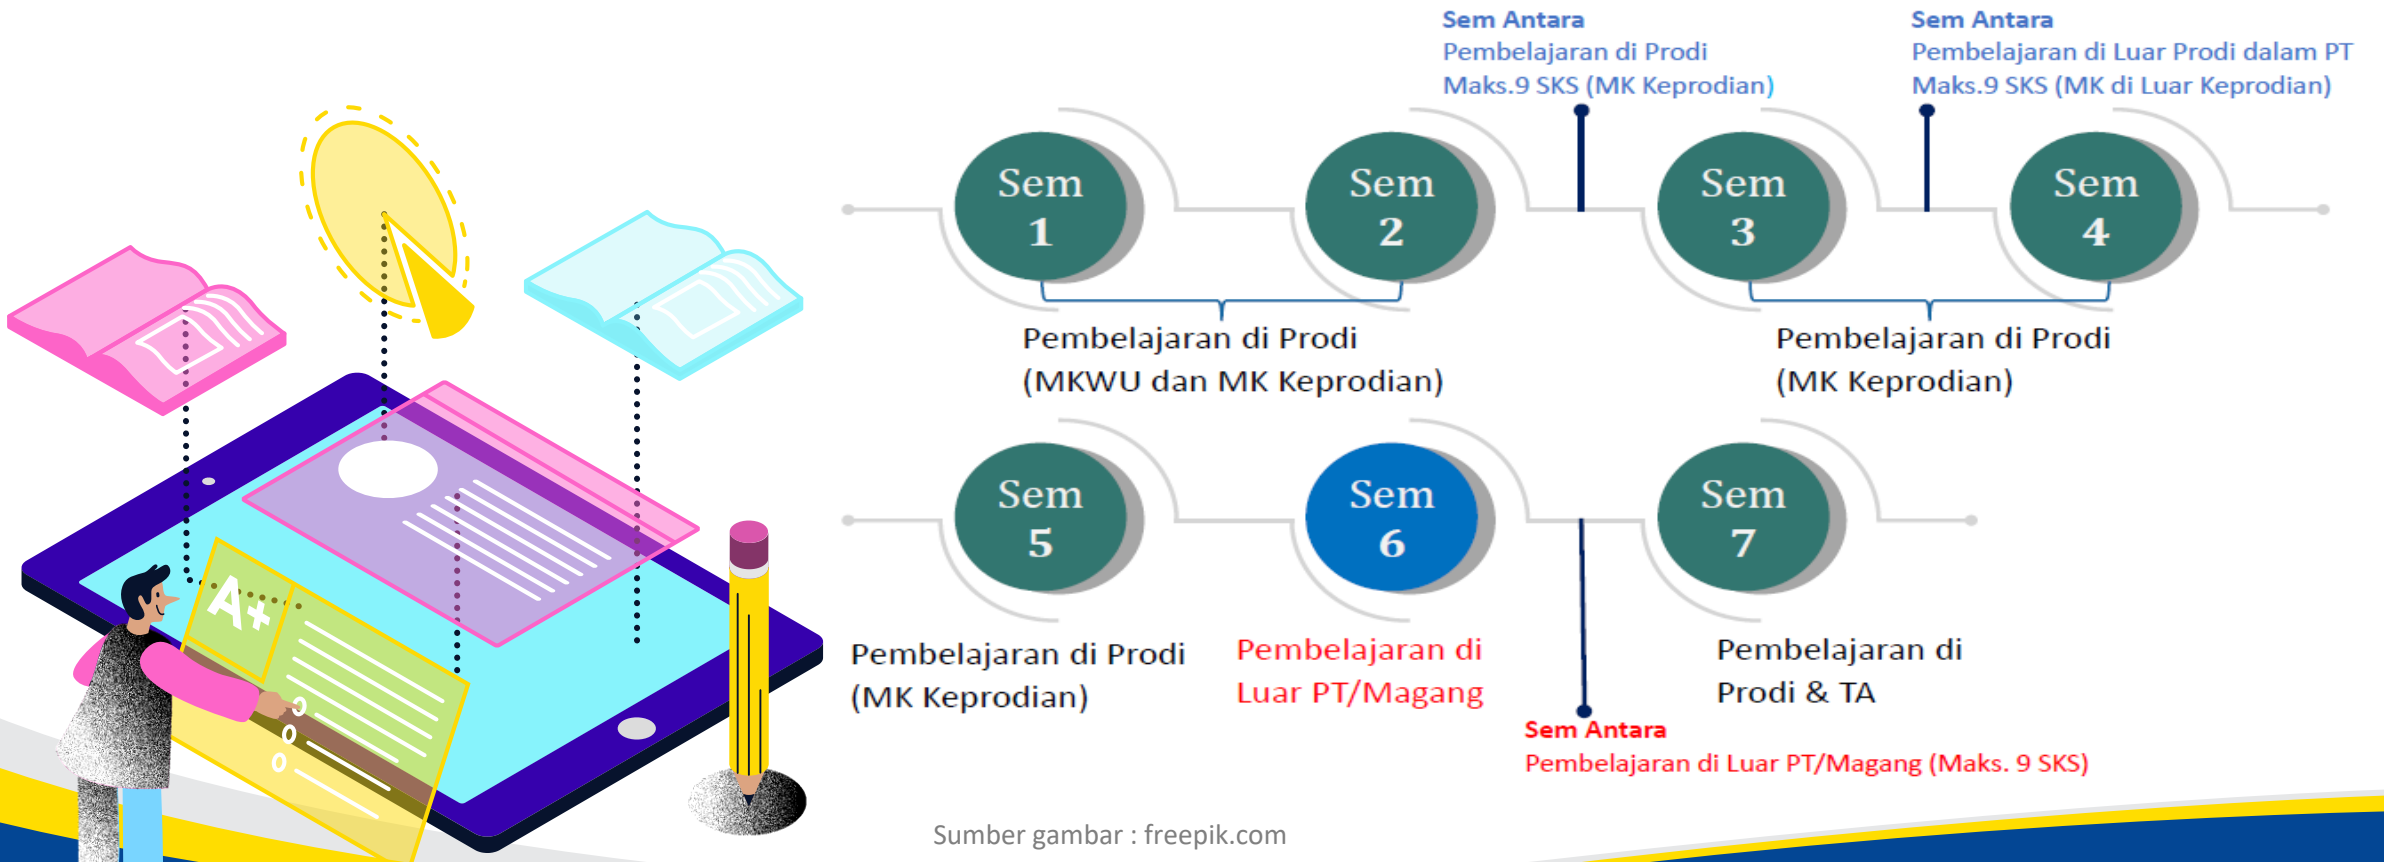 Sem Antara
Pembelajaran di Prodi
Maks.9 SKS (MK Keprodian)
Sem Antara
Pembelajaran di Luar Prodi dalam PT
Maks.9 SKS (MK di Luar Keprodian)
Sem
1
Sem
2
Sem
3
Sem
4
Pembelajaran di Prodi
(MKWU dan MK Keprodian)
Pembelajaran di Prodi
(MK Keprodian)
Sem
5
Sem
6
Sem
7
Pembelajaran di Prodi
(MK Keprodian)
Pembelajaran di
Luar PT/Magang
Pembelajaran di
Prodi & TA
Sem Antara
Pembelajaran di Luar PT/Magang (Maks. 9 SKS)
A+
Sumber gambar : freepik.com